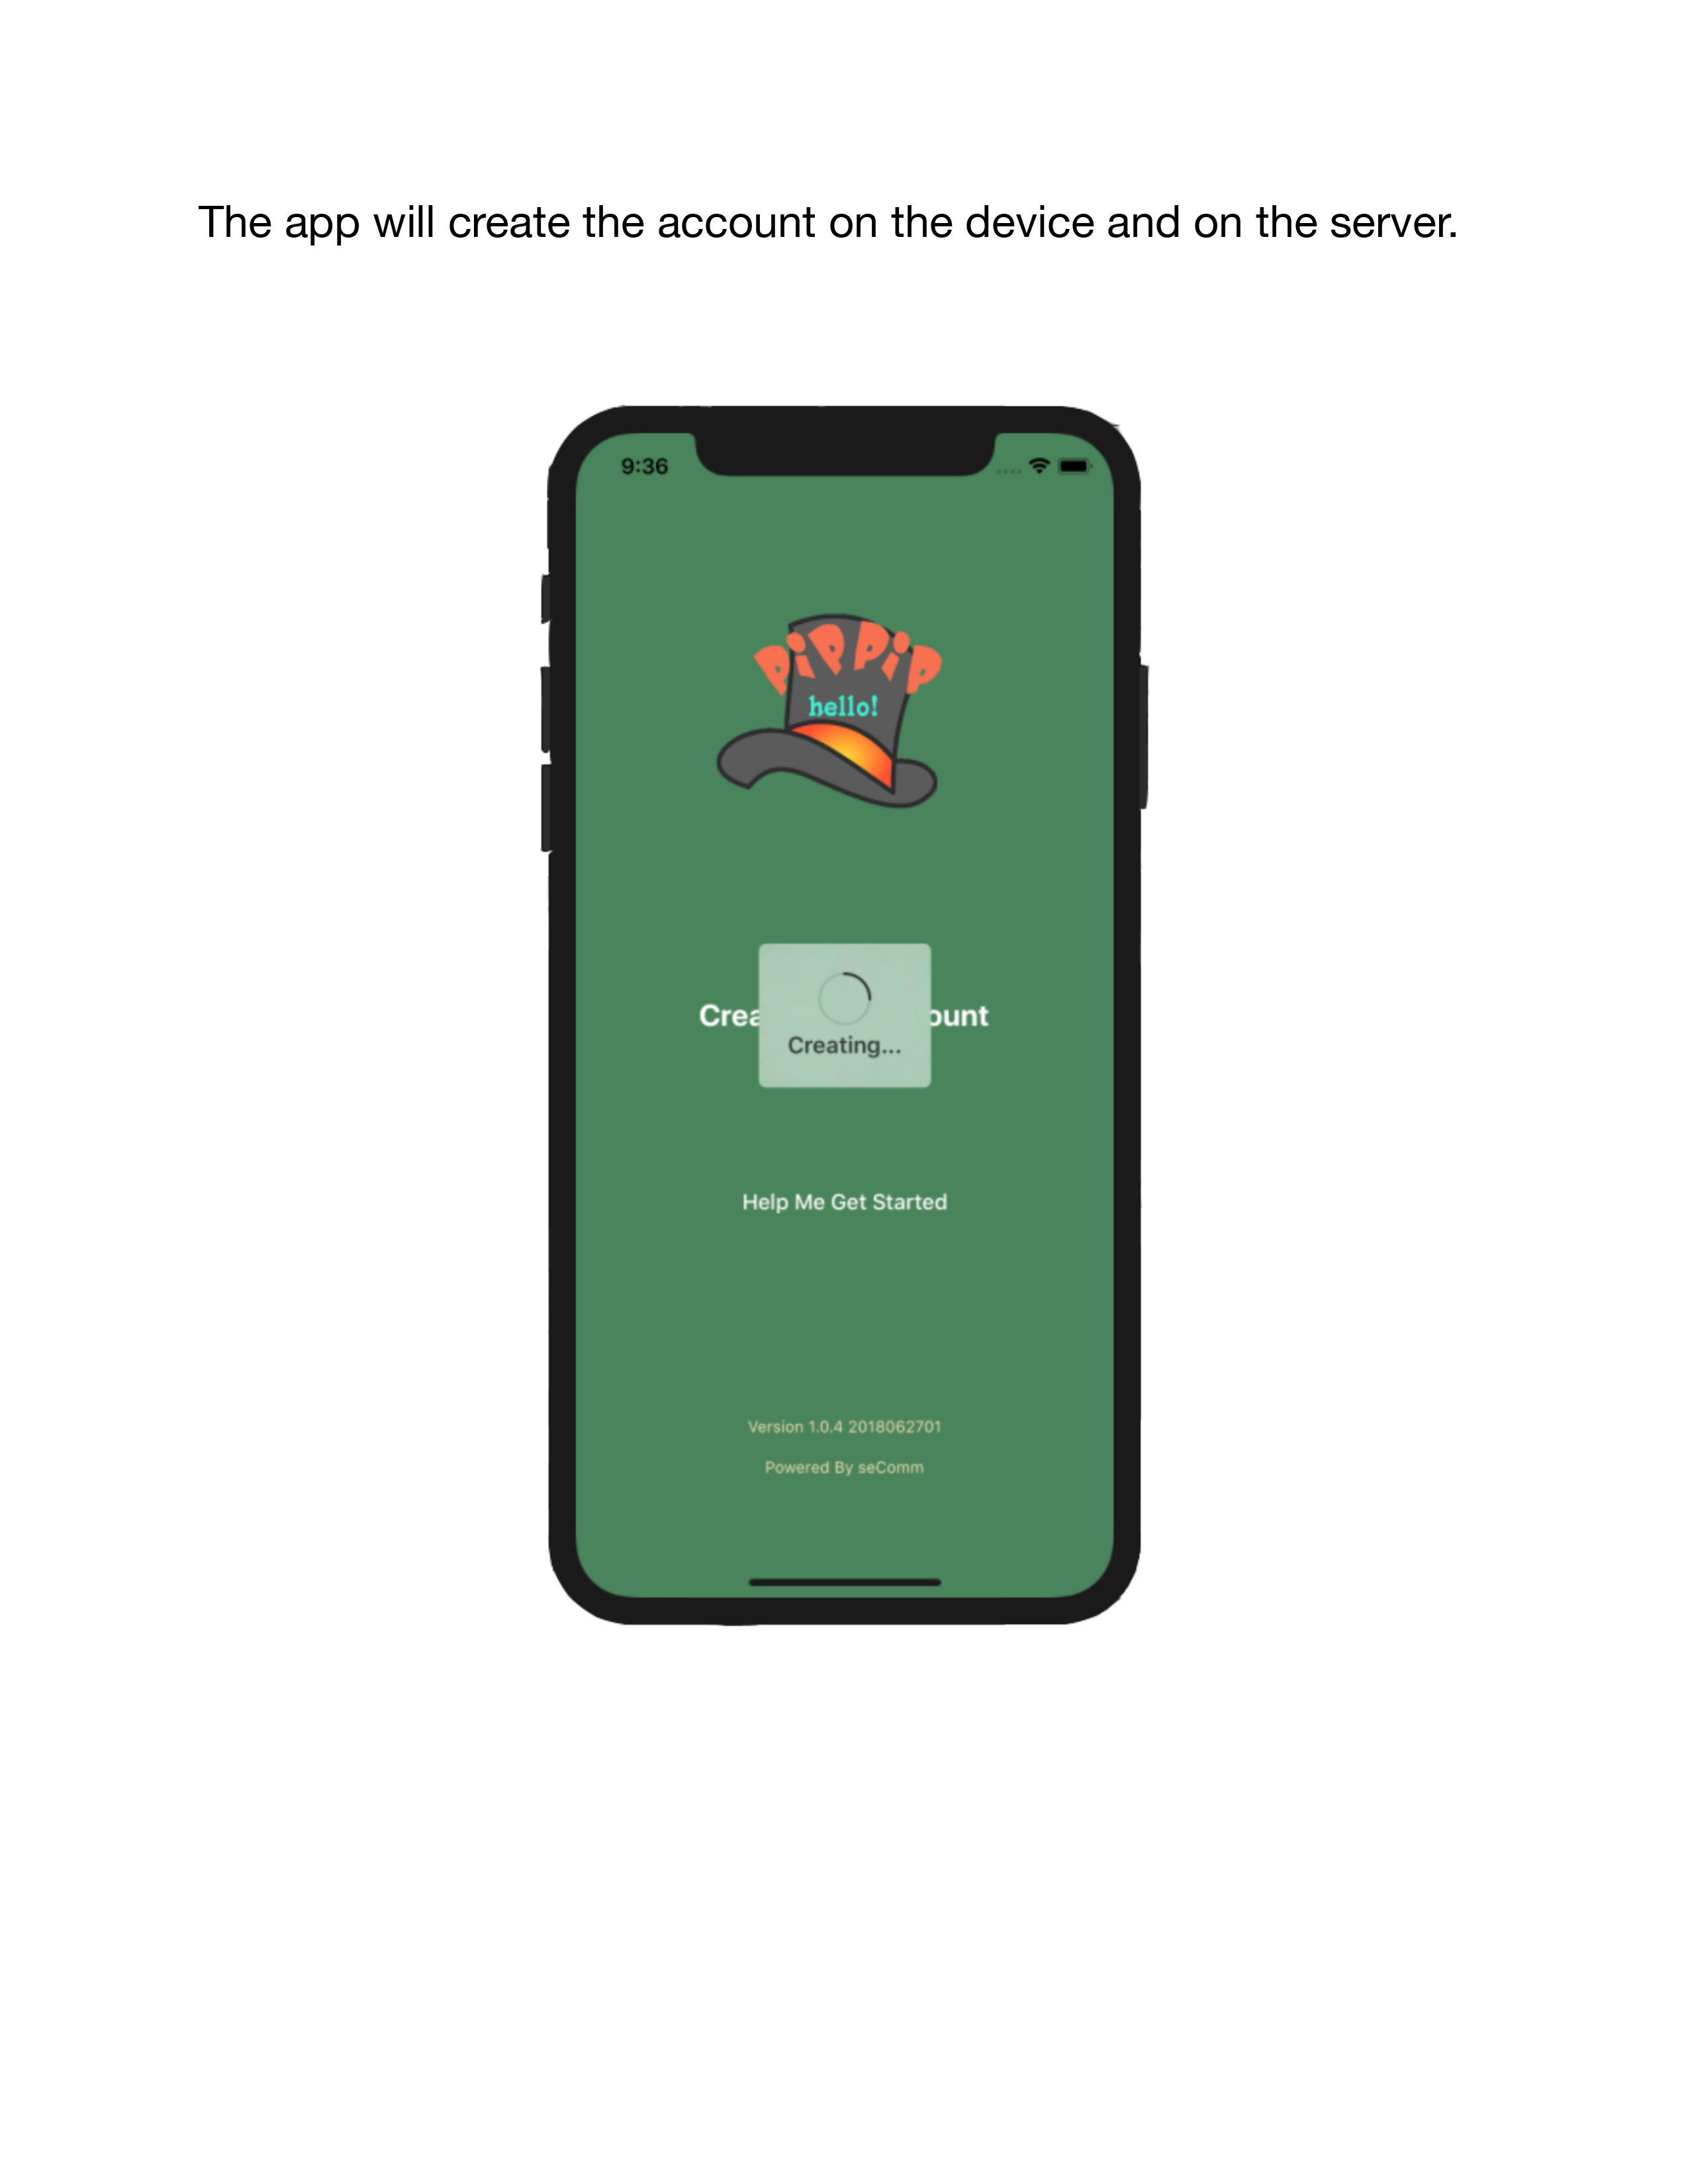 The app will create the account on the device and on the server.
9:36
PiPPiP
hello!
Crea ount
Creating...
Help Me Get Started
Version 1.0.4 2018062701
Powered By seComm